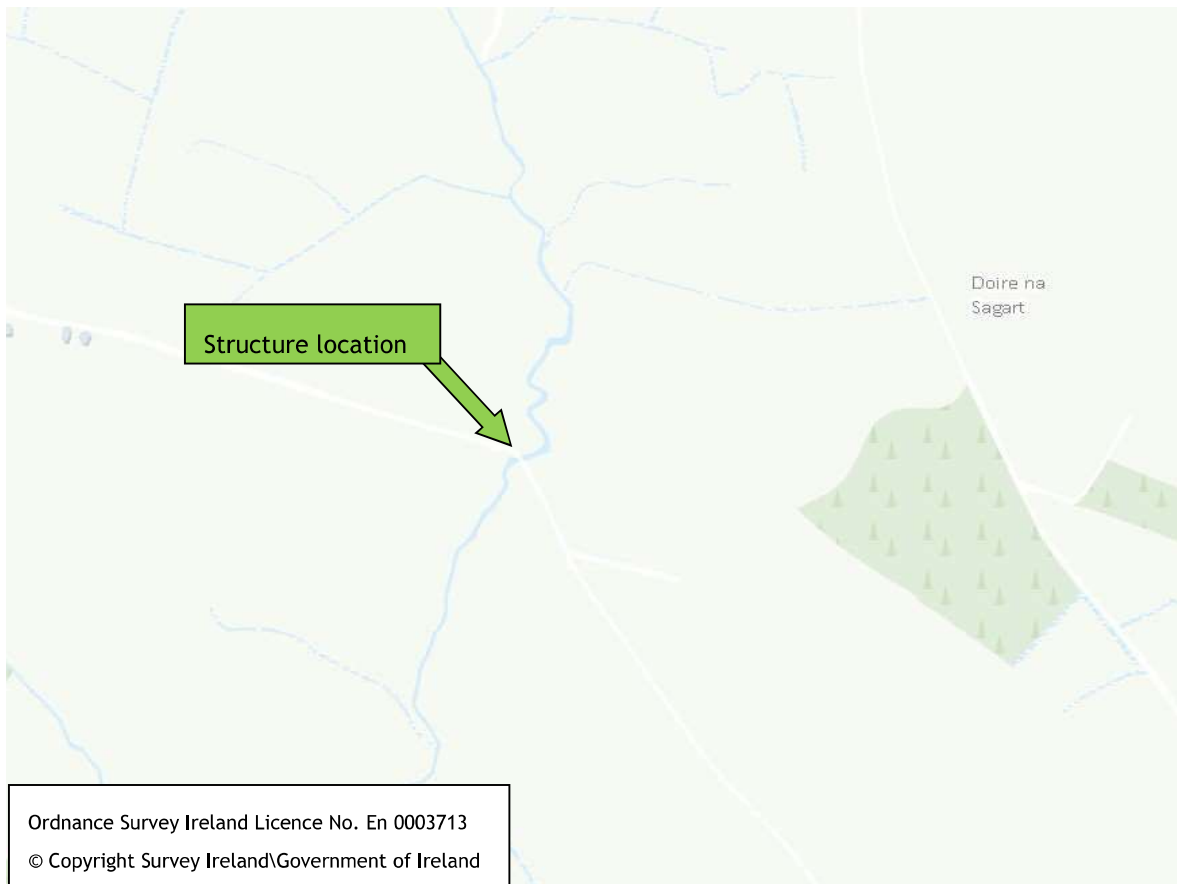 Doire na
Sagart
Structure location
Ordnance Survey Ireland Licence No. En 0003713
© Copyright Survey Ireland\Government of Ireland